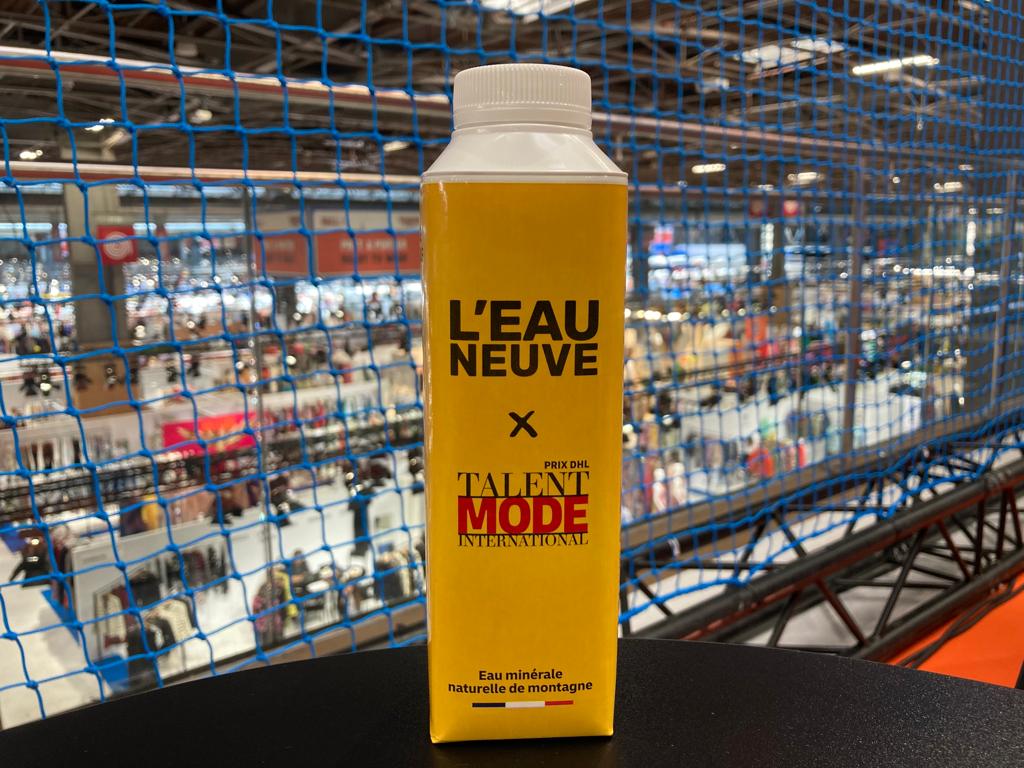 L'EAU
NEUVE
x
PRIX DHL
TALENT
MODE
INTERNATIONAL
Eau minérale
naturelle de montagne